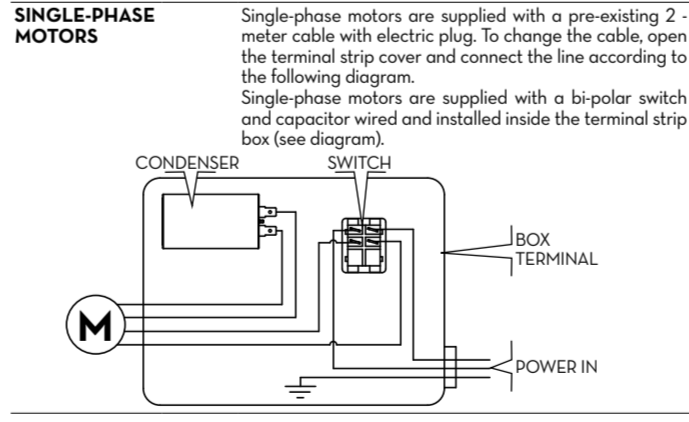 SINGLE-PHASE
MOTORS
Single-phase motors are supplied with a pre-existing 2 -
meter cable with electric plug. To change the cable, open
the terminal strip cover and connect the line according to
the following diagram.
Single-phase motors are supplied with a bi-polar switch
and capacitor wired and installed inside the terminal strip
box (see diagram).
CONDENSER
SWITCH
BOX
TERMINAL
M
POWER IN